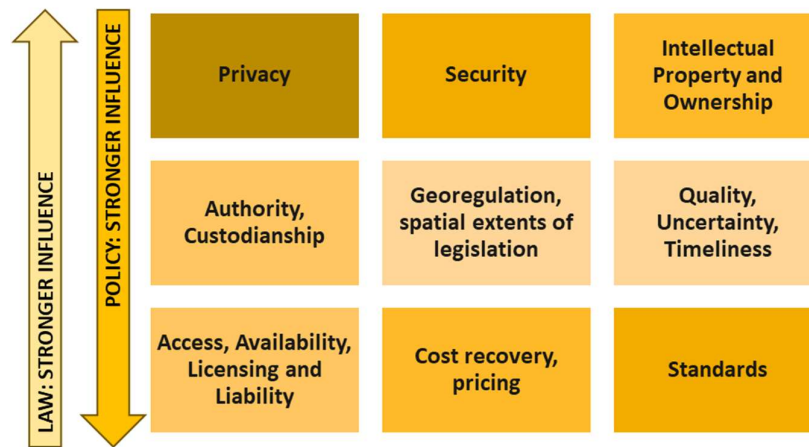 LAW: STRONGER INFLUENCE
POLICY: STRONGER INFLUENCE
Privacy
Security
Intellectual
Property and
Ownership
Authority,
Custodianship
Georegulation,
spatial extents of
legislation
Quality,
Uncertainty,
Timeliness
Access, Availability,
Licensing and
Liability
Cost recovery,
pricing
Standards